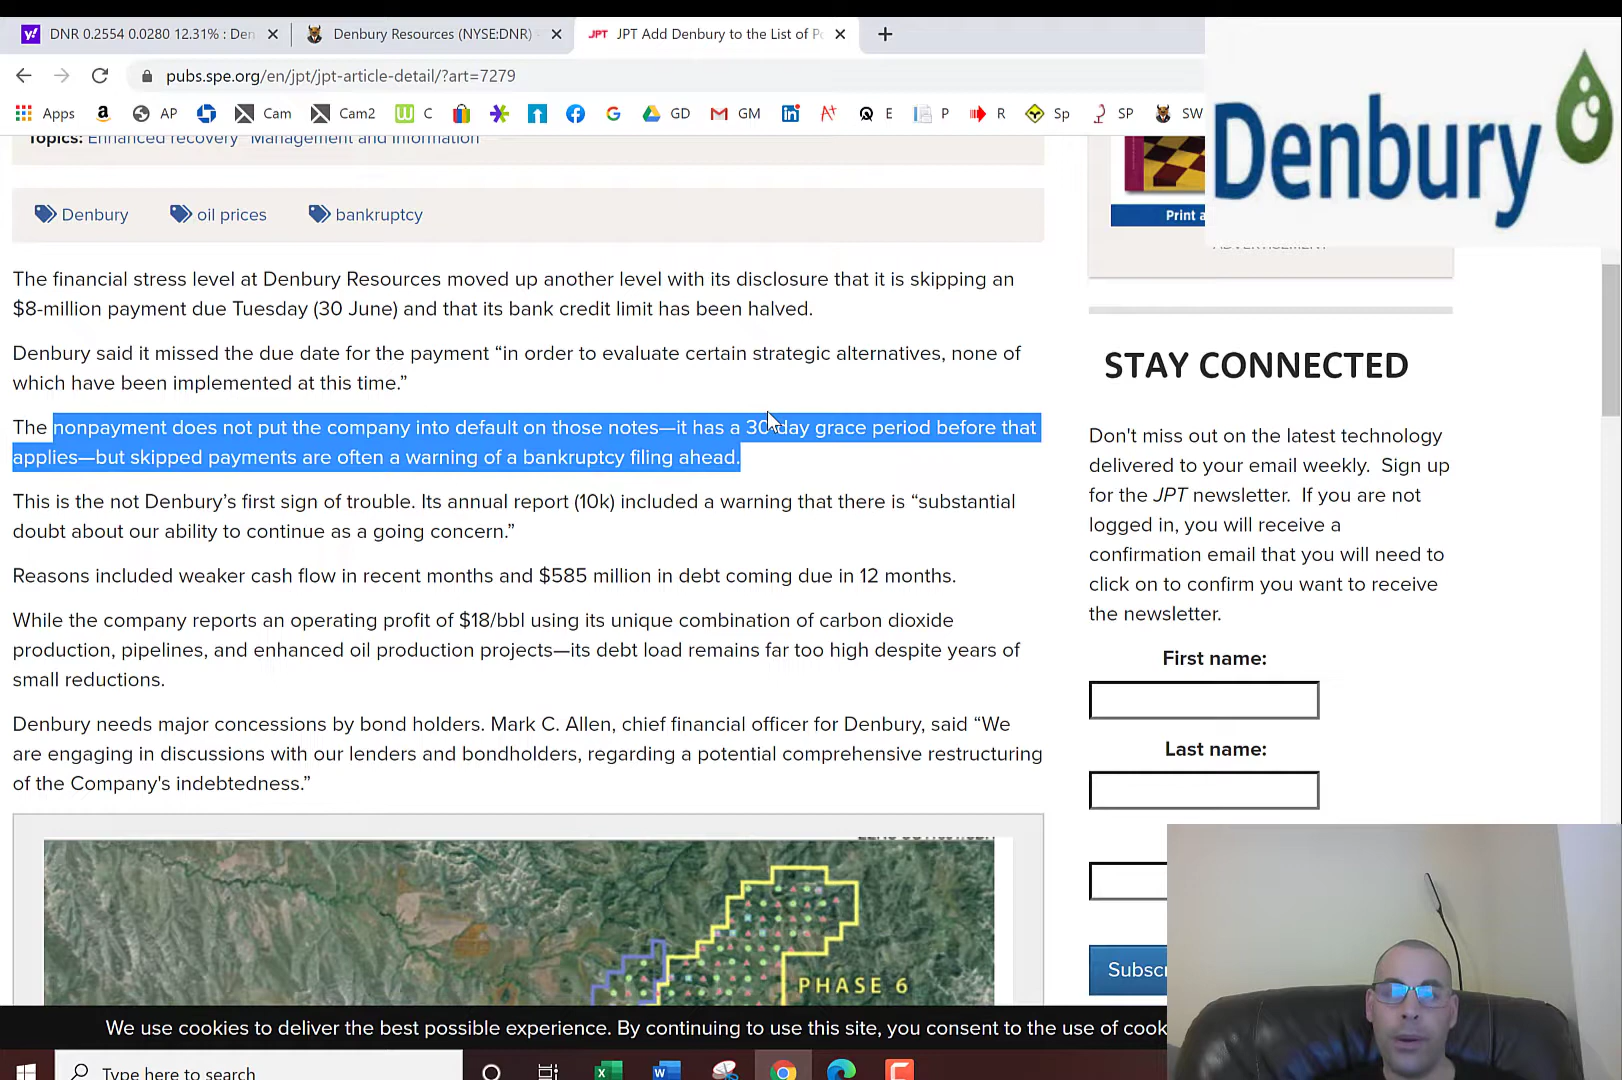 DNR 0.2554 0.0280 12.31% : Den
Denbury Resources (NYSE:DNR)
JPT Add Denbury to the List of Po
pubs.spe.org/en/jpt/jpt-article-detail/?art=7279
Apps AP Cam Cam2 C GD GM E P R Sp SP SW
Denbury
Topics: Enhanced recovery Management and information
Denbury oil prices bankruptcy
Print a
ADVERTISEMENT
The financial stress level at Denbury Resources moved up another level with its disclosure that it is skipping an
$8-million payment due Tuesday (30 June) and that its bank credit limit has been halved.
Denbury said it missed the due date for the payment “in order to evaluate certain strategic alternatives, none of
which have been implemented at this time.”
The nonpayment does not put the company into default on those notes—it has a 30-day grace period before that
applies—but skipped payments are often a warning of a bankruptcy filing ahead.
This is the not Denbury’s first sign of trouble. Its annual report (10k) included a warning that there is “substantial
doubt about our ability to continue as a going concern.”
Reasons included weaker cash flow in recent months and $585 million in debt coming due in 12 months.
While the company reports an operating profit of $18/bbl using its unique combination of carbon dioxide
production, pipelines, and enhanced oil production projects—its debt load remains far too high despite years of
small reductions.
Denbury needs major concessions by bond holders. Mark C. Allen, chief financial officer for Denbury, said “We
are engaging in discussions with our lenders and bondholders, regarding a potential comprehensive restructuring
of the Company's indebtedness.”
PHASE 6
STAY CONNECTED
Don't miss out on the latest technology
delivered to your email weekly. Sign up
for the JPT newsletter. If you are not
logged in, you will receive a
confirmation email that you will need to
click on to confirm you want to receive
the newsletter.
First name:
Last name:
Subscr
We use cookies to deliver the best possible experience. By continuing to use this site, you consent to the use of cook
Type here to search